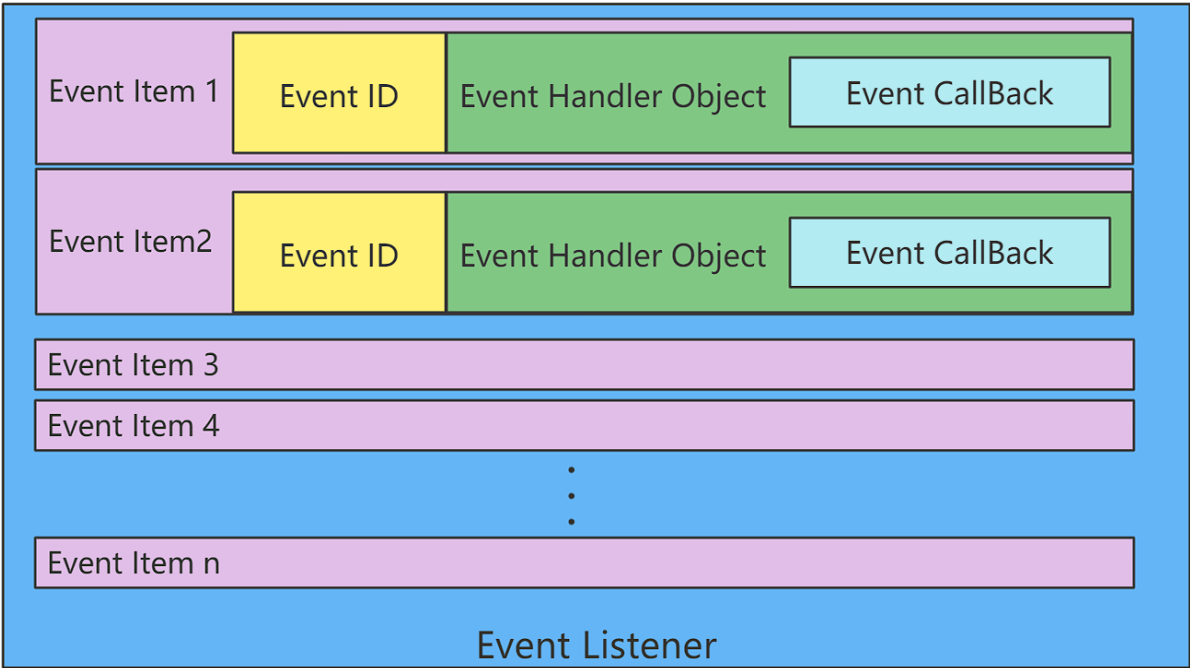 Event Item 1
Event ID
Event Handler Object
Event CallBack
Event Item2
Event ID
Event Handler Object
Event CallBack
Event Item 3
Event Item 4
Event Item n
Event Listener